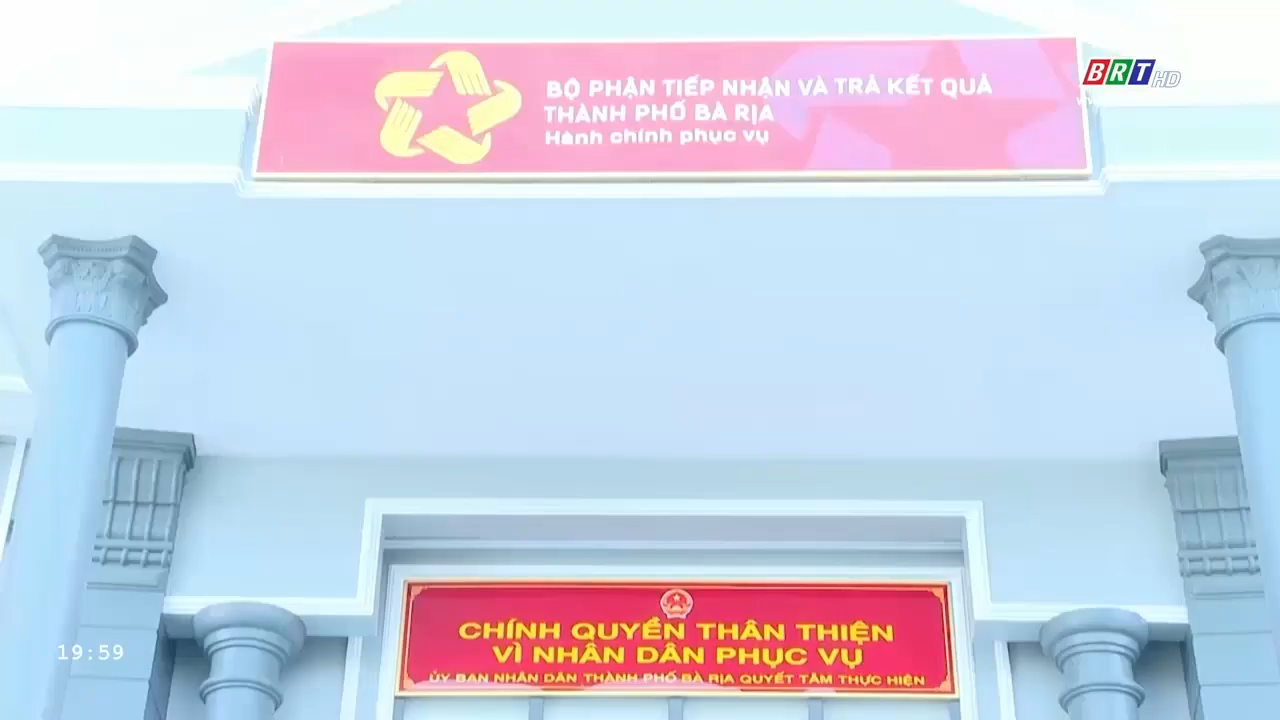 BỘ PHẬN TIẾP NHẬN VÀ TRẢ KẾT QUẢ
THÀNH PHỐ BÀ RỊA
Hành chính phục vụ
BRT HD
CHÍNH QUYỀN THÂN THIỆN
VÌ NHÂN DÂN PHỤC VỤ
ỦY BAN NHÂN DÂN THÀNH PHỐ BÀ RỊA QUYẾT TÂM THỰC HIỆN
19:59